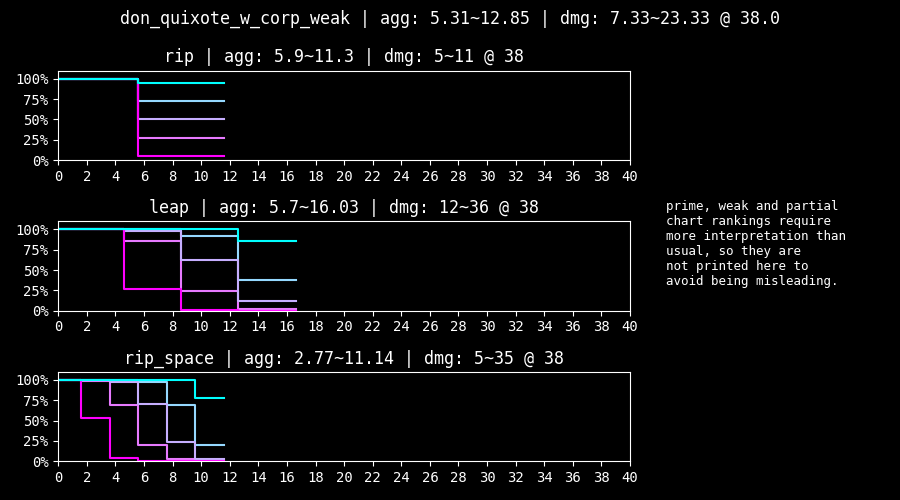 don_quixote_w_corp_weak | agg: 5.31~12.85 | dmg: 7.33~23.33 @ 38.0
rip | agg: 5.9~11.3 | dmg: 5~11 @ 38
100%
75%
50%
25%
0%
0 2 4 6 8 10 12 14 16 18 20 22 24 26 28 30 32 34 36 38 40
leap | agg: 5.7~16.03 | dmg: 12~36 @ 38
100%
75%
50%
25%
0%
0 2 4 6 8 10 12 14 16 18 20 22 24 26 28 30 32 34 36 38 40
prime, weak and partial
chart rankings require
more interpretation than
usual, so they are
not printed here to
avoid being misleading.
rip_space | agg: 2.77~11.14 | dmg: 5~35 @ 38
100%
75%
50%
25%
0%
0 2 4 6 8 10 12 14 16 18 20 22 24 26 28 30 32 34 36 38 40